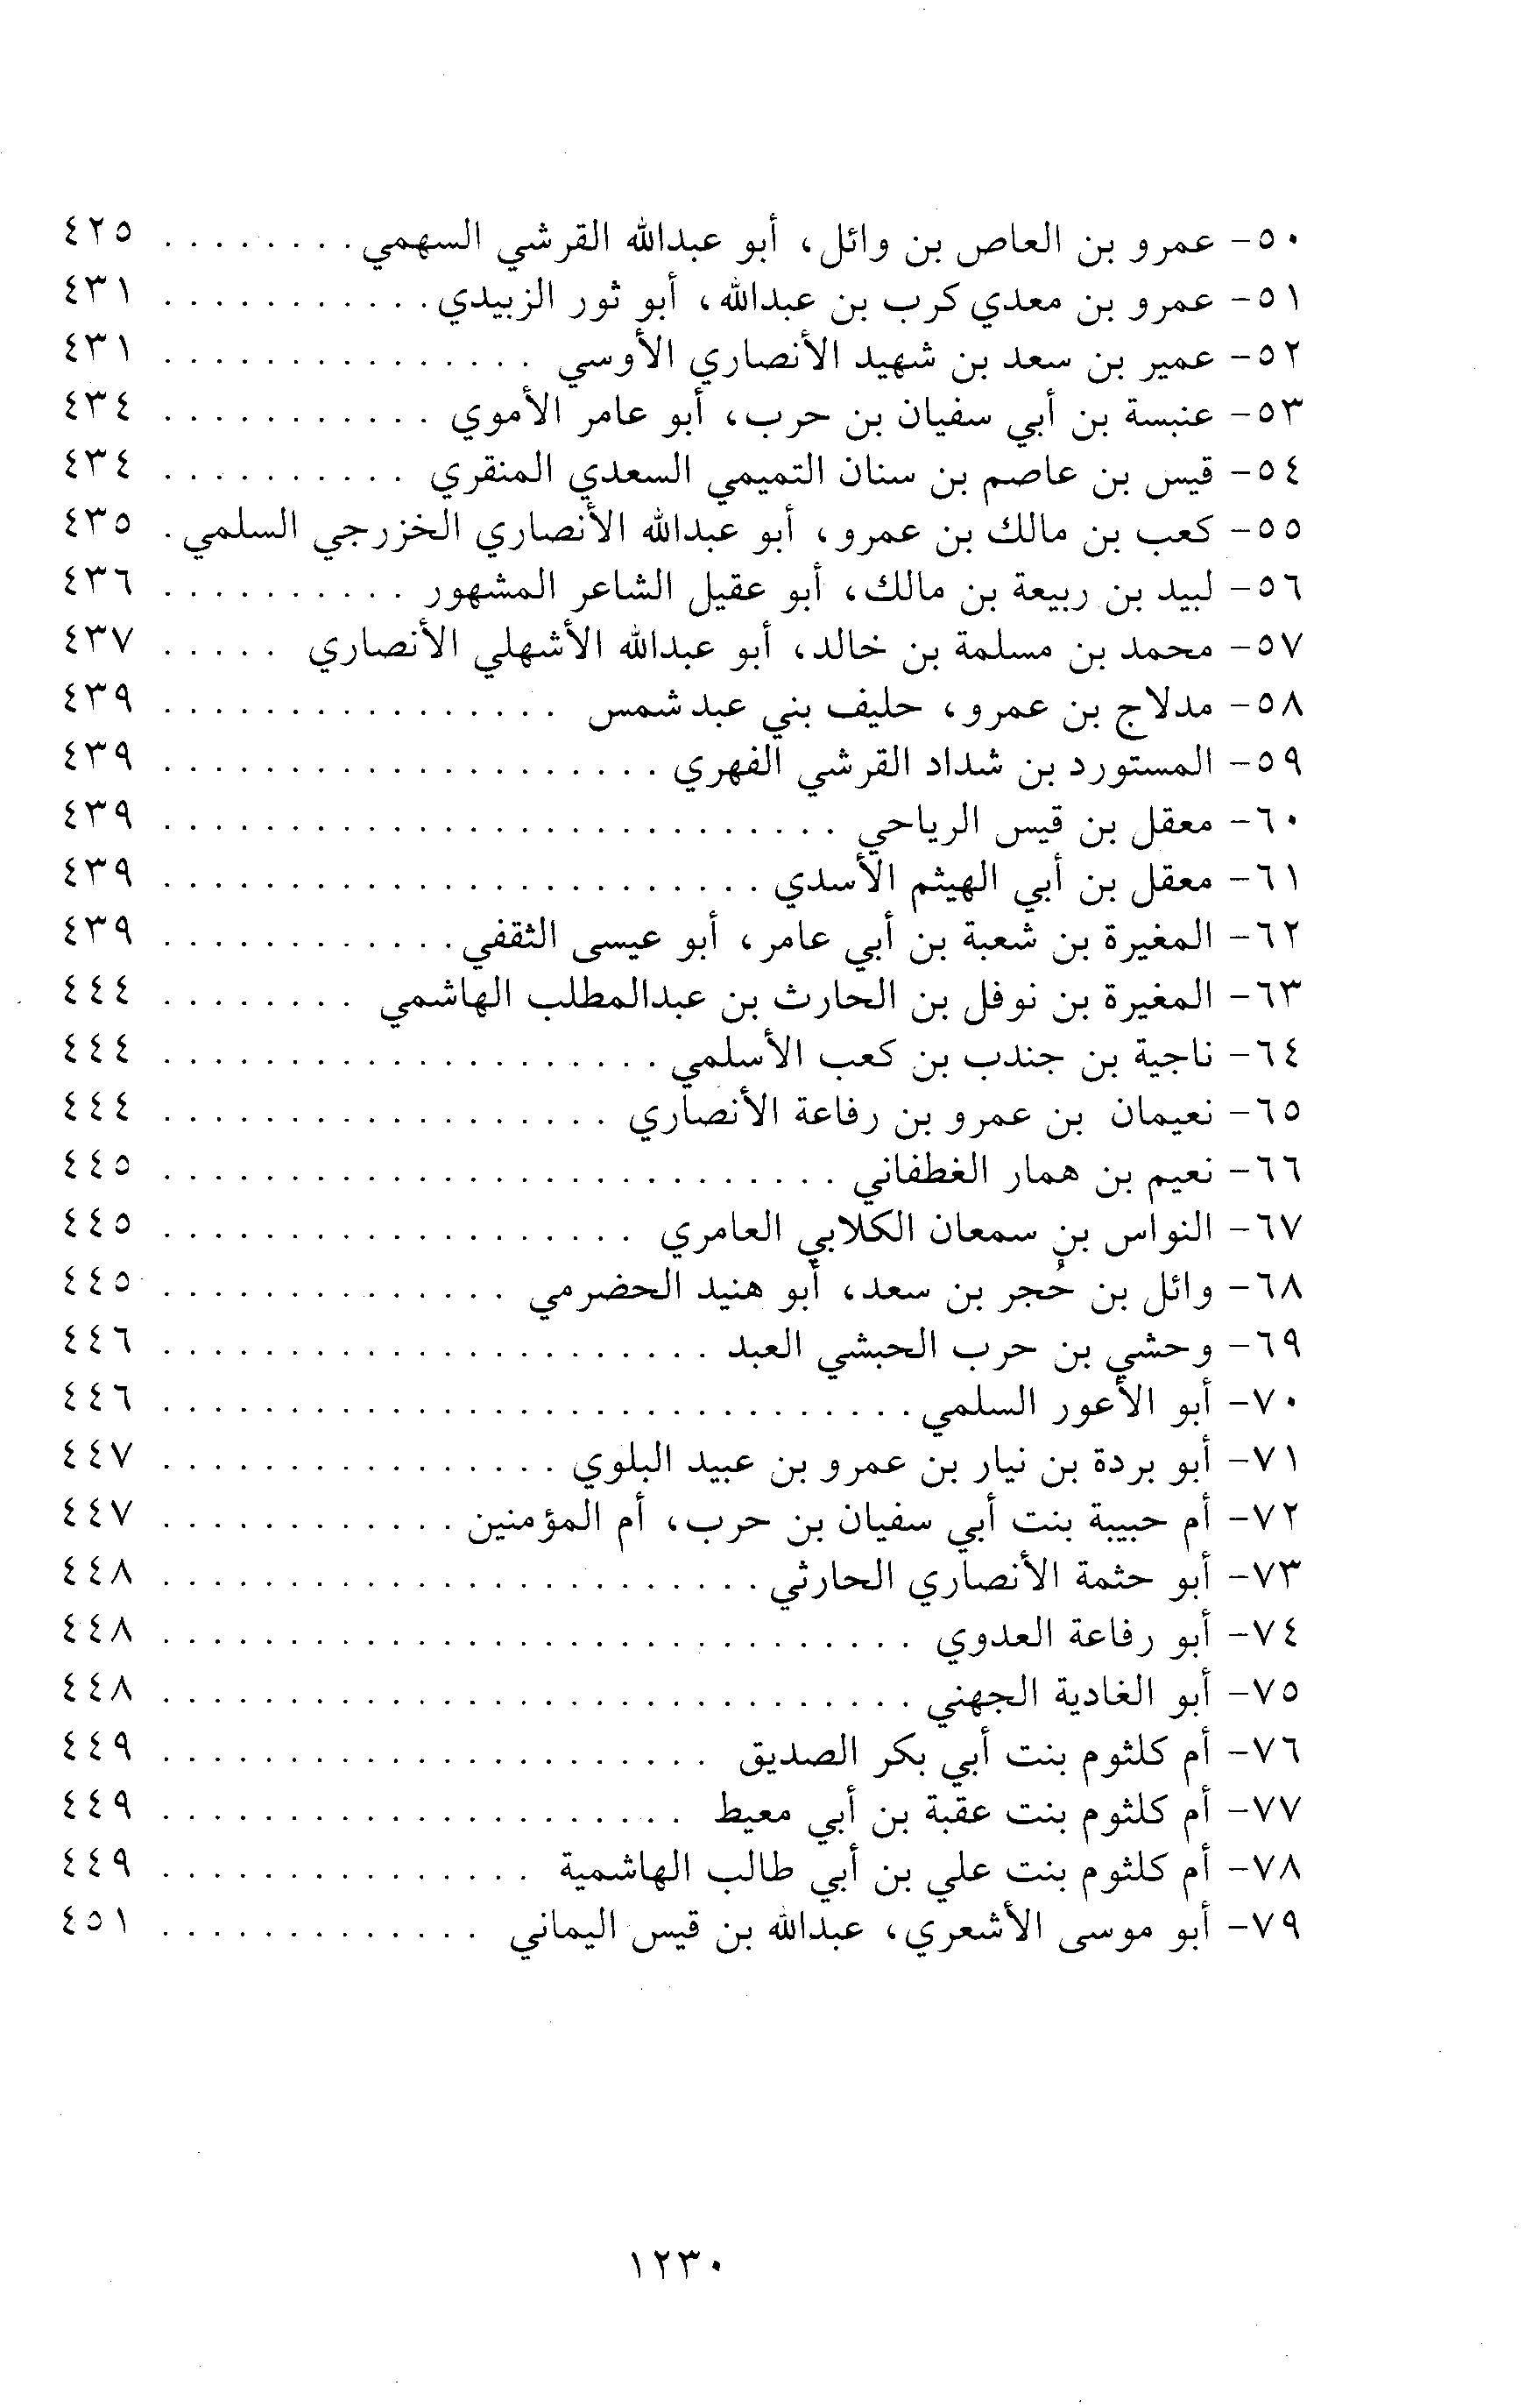 ٥٠- عمرو بن العاص بن وائل، أبو عبدالله القرشي السهمي . . . . . . . . ٤٢٥
٥١- عمرو بن معدي كرب بن عبدالله، أبو ثور الزبيدي . . . . . . . . . . . ٤٣١
٥٢- عمير بن سعد بن شهيد الأنصاري الأوسي . . . . . . . . . . . . . . . ٤٣١
٥٣- عنبسة بن أبي سفيان بن حرب، أبو عامر الأموي . . . . . . . . . . . ٤٣٤
٥٤- قيس بن عاصم بن سنان التميمي السعدي المنقري . . . . . . . . . . ٤٣٤
٥٥- كعب بن مالك بن عمرو، أبو عبدالله الأنصاري الخزرجي السلمي . ٤٣٥
٥٦- لبيد بن ربيعة بن مالك، أبو عقيل الشاعر المشهور . . . . . . . . . . ٤٣٦
٥٧- محمد بن مسلمة بن خالد، أبو عبدالله الأشهلي الأنصاري . . . . . ٤٣٧
٥٨- مدلاج بن عمرو، حليف بني عبد شمس . . . . . . . . . . . . . . . . ٤٣٩
٥٩- المستورد بن شداد القرشي الفهري . . . . . . . . . . . . . . . . . . . . ٤٣٩
٦٠- معقل بن قيس الرياحي . . . . . . . . . . . . . . . . . . . . . . . . . . . ٤٣٩
٦١- معقل بن أبي الهيثم الأسدي . . . . . . . . . . . . . . . . . . . . . . . . ٤٣٩
٦٢- المغيرة بن شعبة بن أبي عامر، أبو عيسى الثقفي . . . . . . . . . . . . ٤٣٩
٦٣- المغيرة بن نوفل بن الحارث بن عبدالمطلب الهاشمي . . . . . . . . ٤٤٤
٦٤- ناجية بن جندب بن كعب الأسلمي . . . . . . . . . . . . . . . . . . . . ٤٤٤
٦٥- نعيمان بن عمرو بن رفاعة الأنصاري . . . . . . . . . . . . . . . . . . ٤٤٤
٦٦- نعيم بن همار الغطفاني . . . . . . . . . . . . . . . . . . . . . . . . . . . ٤٤٥
٦٧- النواس بن سمعان الكلابي العامري . . . . . . . . . . . . . . . . . . . ٤٤٥
٦٨- وائل بن حُجر بن سعد، أبو هنيد الحضرمي . . . . . . . . . . . . . . ٤٤٥
٦٩- وحشي بن حرب الحبشي العبد . . . . . . . . . . . . . . . . . . . . . . ٤٤٦
٧٠- أبو الأعور السلمي . . . . . . . . . . . . . . . . . . . . . . . . . . . . . . ٤٤٦
٧١- أبو بردة بن نيار بن عمرو بن عبيد البلوي . . . . . . . . . . . . . . . . ٤٤٧
٧٢- أم حبيبة بنت أبي سفيان بن حرب، أم المؤمنين . . . . . . . . . . . . ٤٤٧
٧٣- أبو حثمة الأنصاري الحارثي . . . . . . . . . . . . . . . . . . . . . . . . ٤٤٨
٧٤- أبو رفاعة العدوي . . . . . . . . . . . . . . . . . . . . . . . . . . . . . . ٤٤٨
٧٥- أبو الغادية الجهني . . . . . . . . . . . . . . . . . . . . . . . . . . . . . . ٤٤٨
٧٦- أم كلثوم بنت أبي بكر الصديق . . . . . . . . . . . . . . . . . . . . . . ٤٤٩
٧٧- أم كلثوم بنت عقبة بن أبي معيط . . . . . . . . . . . . . . . . . . . . . ٤٤٩
٧٨- أم كلثوم بنت علي بن أبي طالب الهاشمية . . . . . . . . . . . . . . . ٤٤٩
٧٩- أبو موسى الأشعري، عبدالله بن قيس اليماني . . . . . . . . . . . . . ٤٥١
١٢٣٠